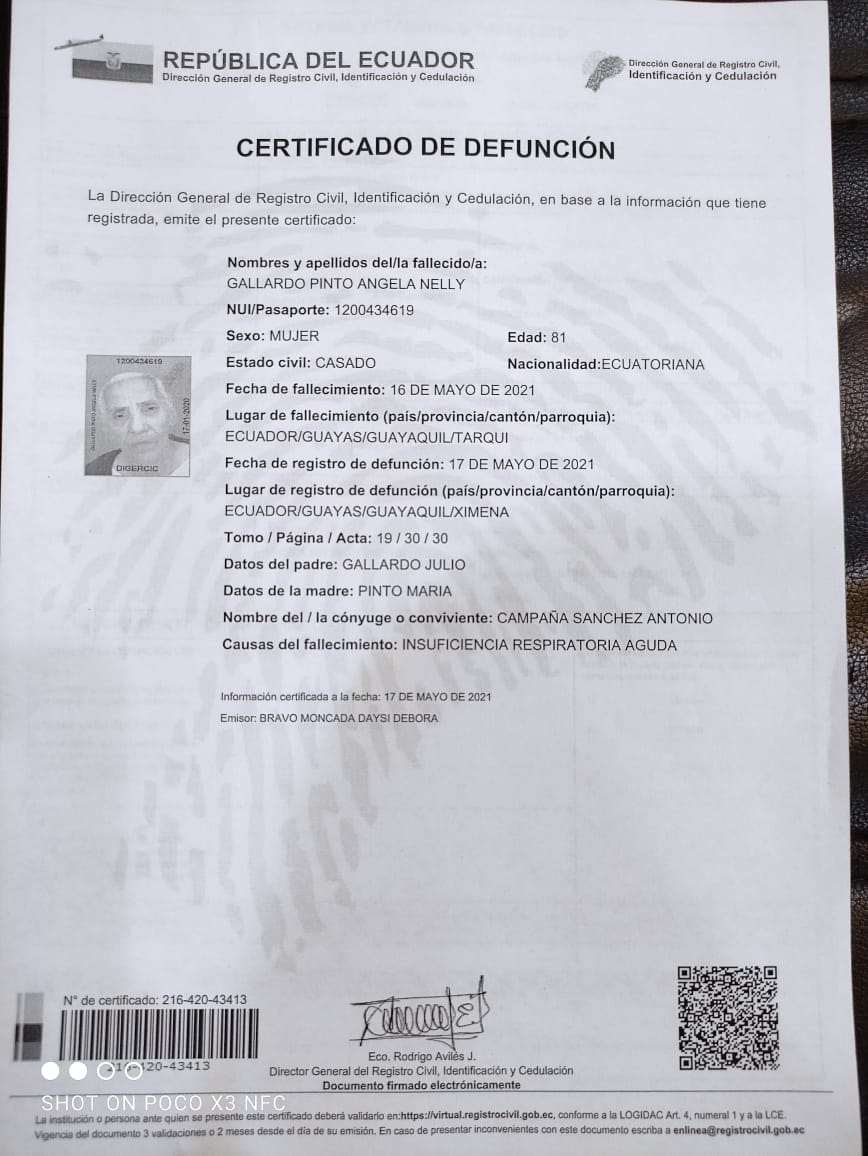 REPÚBLICA DEL ECUADOR
Dirección General de Registro Civil, Identificación y Cedulación
Dirección General de Registro Civil,
Identificación y Cedulación
CERTIFICADO DE DEFUNCIÓN
La Dirección General de Registro Civil, Identificación y Cedulación, en base a la información que tiene
registrada, emite el presente certificado:
Nombres y apellidos del/la fallecido/a:
GALLARDO PINTO ANGELA NELLY
NUI/Pasaporte: 1200434619
Sexo: MUJER
Edad: 81
Estado civil: CASADO
Nacionalidad:ECUATORIANA
Fecha de fallecimiento: 16 DE MAYO DE 2021
Lugar de fallecimiento (país/provincia/cantón/parroquia):
ECUADOR/GUAYAS/GUAYAQUIL/TARQUI
Fecha de registro de defunción: 17 DE MAYO DE 2021
Lugar de registro de defunción (país/provincia/cantón/parroquia):
ECUADOR/GUAYAS/GUAYAQUIL/XIMENA
Tomo / Página / Acta: 19 / 30 / 30
Datos del padre: GALLARDO JULIO
Datos de la madre: PINTO MARIA
Nombre del / la cónyuge o conviviente: CAMPAÑA SANCHEZ ANTONIO
Causas del fallecimiento: INSUFICIENCIA RESPIRATORIA AGUDA
1200434619
GALLARDO PINTO ANGELA NELLY
17-01-2020
DIGERCIC
Información certificada a la fecha: 17 DE MAYO DE 2021
Emisor: BRAVO MONCADA DAYSI DEBORA
N° de certificado: 216-420-43413
216-420-43413
Eco. Rodrigo Avilés J.
Director General del Registro Civil, Identificación y Cedulación
Documento firmado electrónicamente
SHOT ON POCO X3 NFC
La institución o persona ante quien se presente este certificado deberá validarlo en:https://virtual.registrocivil.gob.ec, conforme a la LOGIDAC Art. 4, numeral 1 y a la LCE.
Vigencia del documento 3 validaciones o 2 meses desde el día de su emisión. En caso de presentar inconvenientes con este documento escriba a enlinea@registrocivil.gob.ec